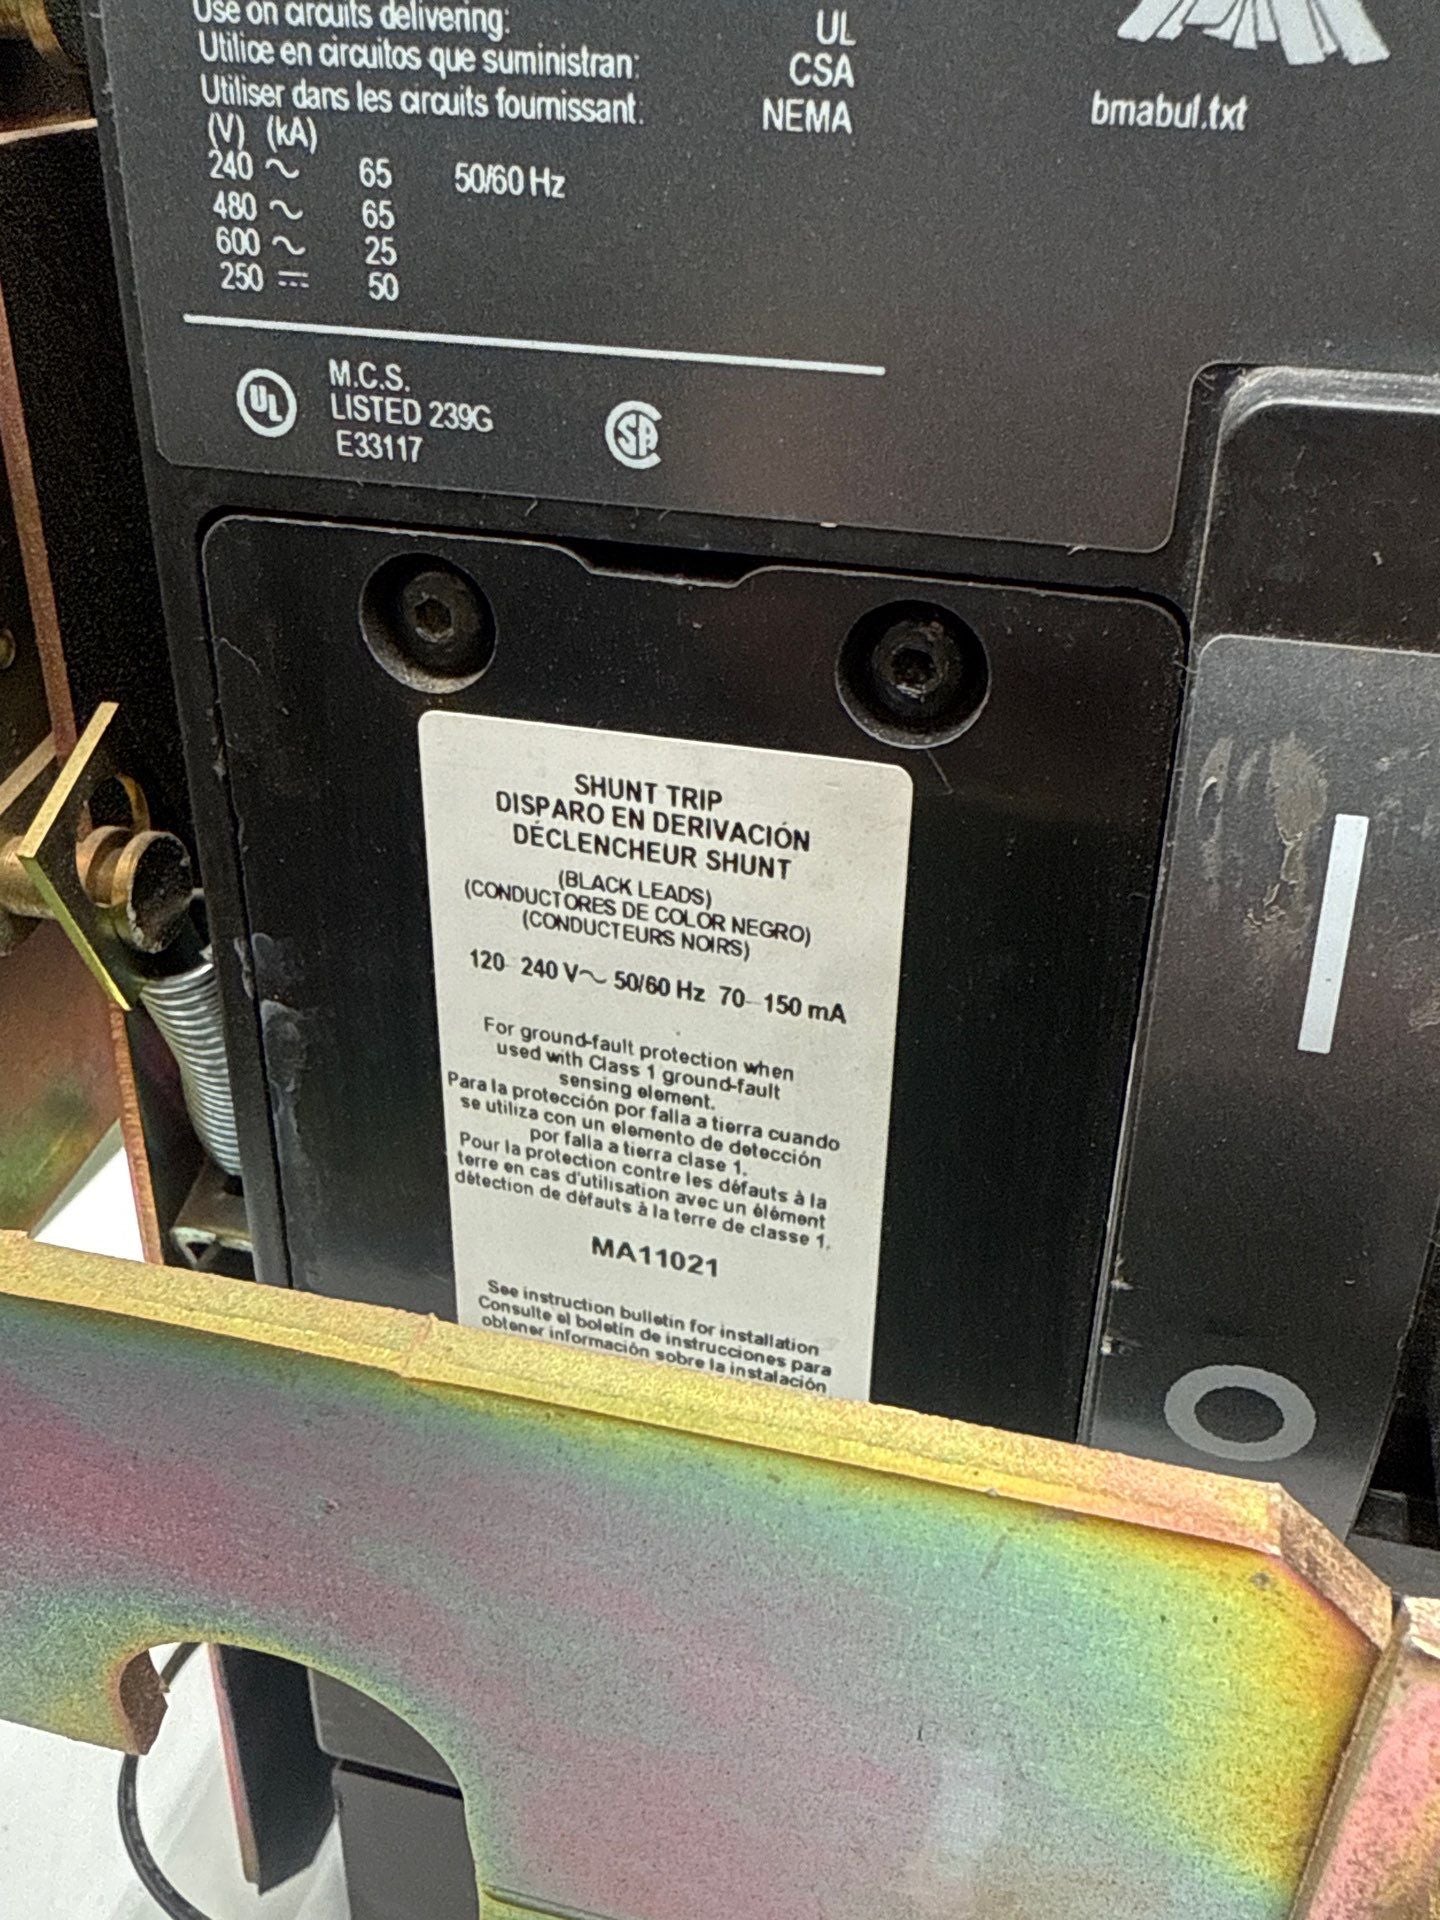 Use on circuits delivering:
Utilice en circuitos que suministran:
Utiliser dans les circuits fournissant:
UL
CSA
NEMA
(V) (kA)
240 ~ 65 50/60 Hz
480 ~ 65
600 ~ 25
250 ⎓ 50
bmabul.txt
UL
M.C.S.
LISTED 239G
E33117
SA
SHUNT TRIP
DISPARO EN DERIVACIÓN
DÉCLENCHEUR SHUNT
(BLACK LEADS)
(CONDUCTORES DE COLOR NEGRO)
(CONDUCTEURS NOIRS)
120–240 V~ 50/60 Hz 70–150 mA
For ground-fault protection when
used with Class 1 ground-fault
sensing element.
Para la protección por falla a tierra cuando
se utiliza con un elemento de detección
por falla a tierra clase 1.
Pour la protection contre les défauts à la
terre en cas d'utilisation avec un élément
détection de défauts à la terre de classe 1.
MA11021
See instruction bulletin for installation
Consulte el boletín de instrucciones para
obtener información sobre la instalación
I
O